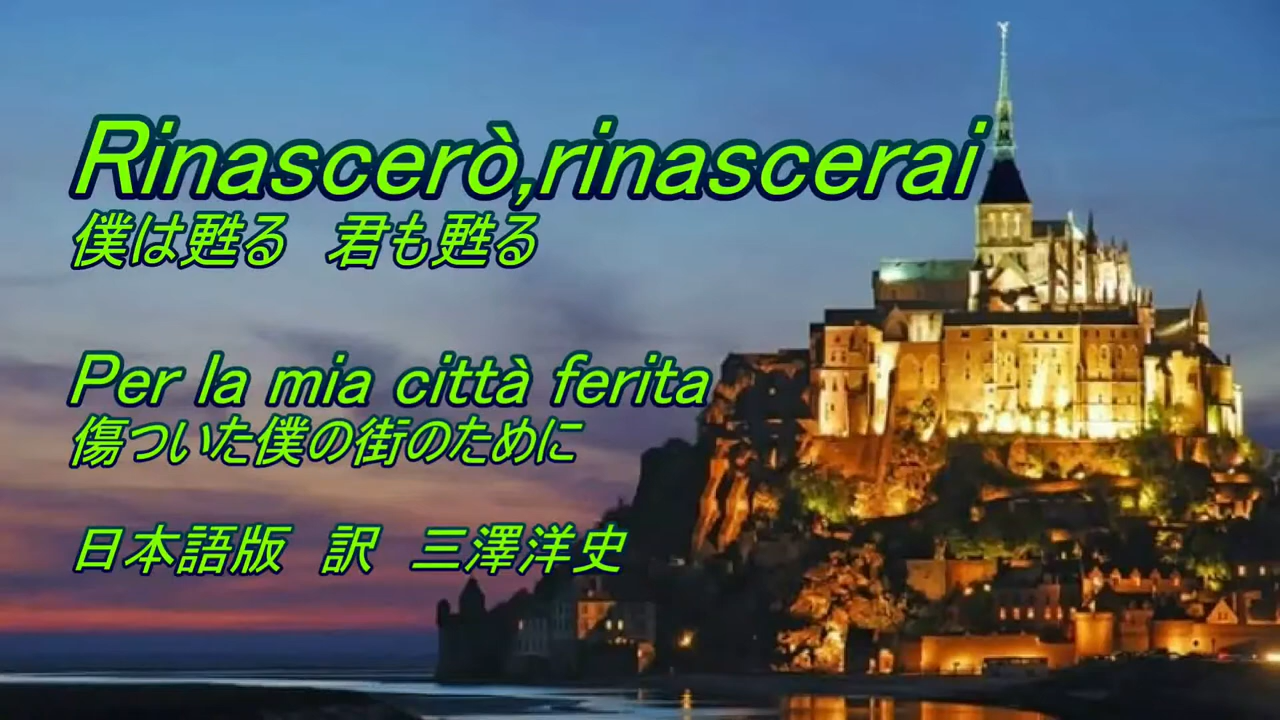 Rinascerò,rinascerai
僕は甦る 君も甦る
Per la mia città ferita
傷ついた僕の街のために
日本語版 訳 三澤洋史